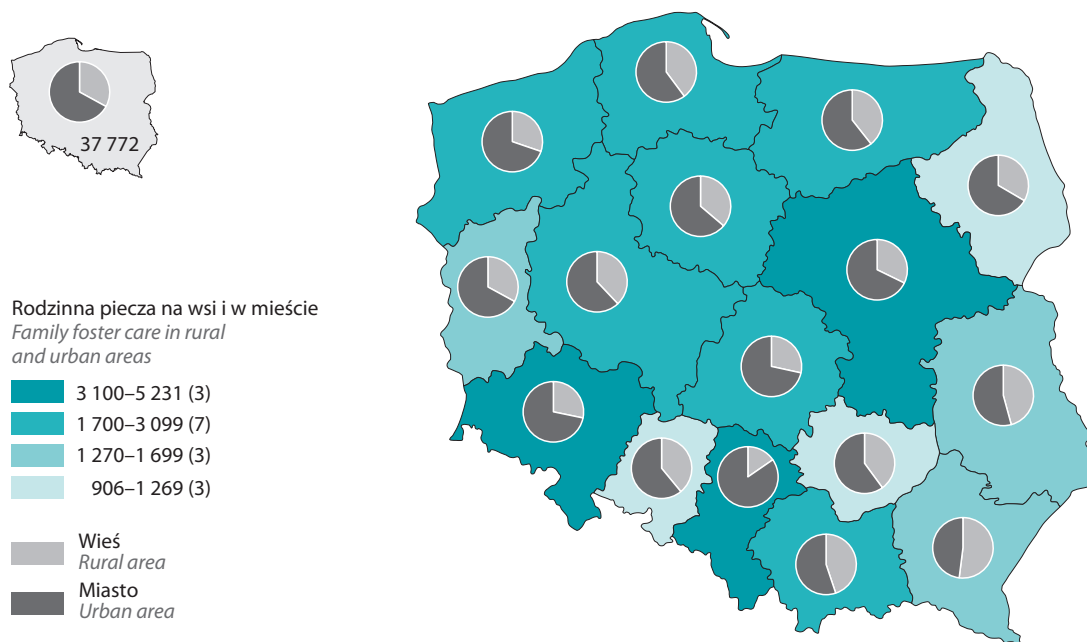 37 772
Rodzinna piecza na wsi i w mieście
Family foster care in rural
and urban areas
3 100–5 231 (3)
1 700–3 099 (7)
1 270–1 699 (3)
906–1 269 (3)
Wieś
Rural area
Miasto
Urban area